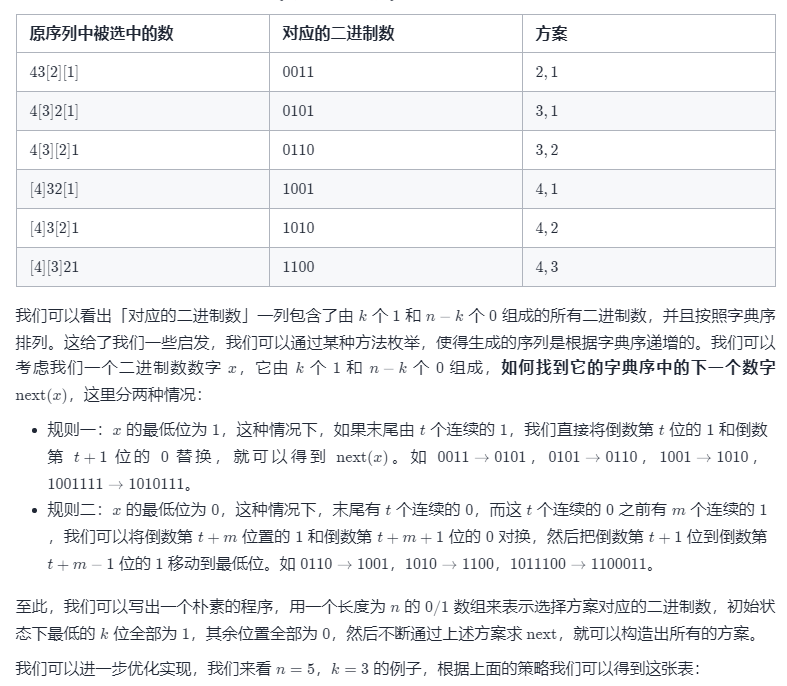 原序列中被选中的数 对应的二进制数 方案
43[2][1] 0011 2, 1
4[3]2[1] 0101 3, 1
4[3][2]1 0110 3, 2
[4]32[1] 1001 4, 1
[4]3[2]1 1010 4, 2
[4][3]21 1100 4, 3
我们可以看出「对应的二进制数」一列包含了由 k 个 1 和 n − k 个 0 组成的所有二进制数，并且按照字典序
排列。这给了我们一些启发，我们可以通过某种方法枚举，使得生成的序列是根据字典序递增的。我们可以
考虑我们一个二进制数数字 x，它由 k 个 1 和 n − k 个 0 组成，如何找到它的字典序中的下一个数字
next(x)，这里分两种情况：
• 规则一：x 的最低位为 1，这种情况下，如果末尾由 t 个连续的 1，我们直接将倒数第 t 位的 1 和倒数
第 t + 1 位的 0 替换，就可以得到 next(x)。如 0011 → 0101，0101 → 0110，1001 → 1010，
1001111 → 1010111。
• 规则二：x 的最低位为 0，这种情况下，末尾有 t 个连续的 0，而这 t 个连续的 0 之前有 m 个连续的 1
，我们可以将倒数第 t + m 位置的 1 和倒数第 t + m + 1 位的 0 对换，然后把倒数第 t + 1 位到倒数第
t + m − 1 位的 1 移动到最低位。如 0110 → 1001，1010 → 1100，1011100 → 1100011。
至此，我们可以写出一个朴素的程序，用一个长度为 n 的 0/1 数组来表示选择方案对应的二进制数，初始状
态下最低的 k 位全部为 1，其余位置全部为 0，然后不断通过上述方案求 next，就可以构造出所有的方案。
我们可以进一步优化实现，我们来看 n = 5，k = 3 的例子，根据上面的策略我们可以得到这张表：